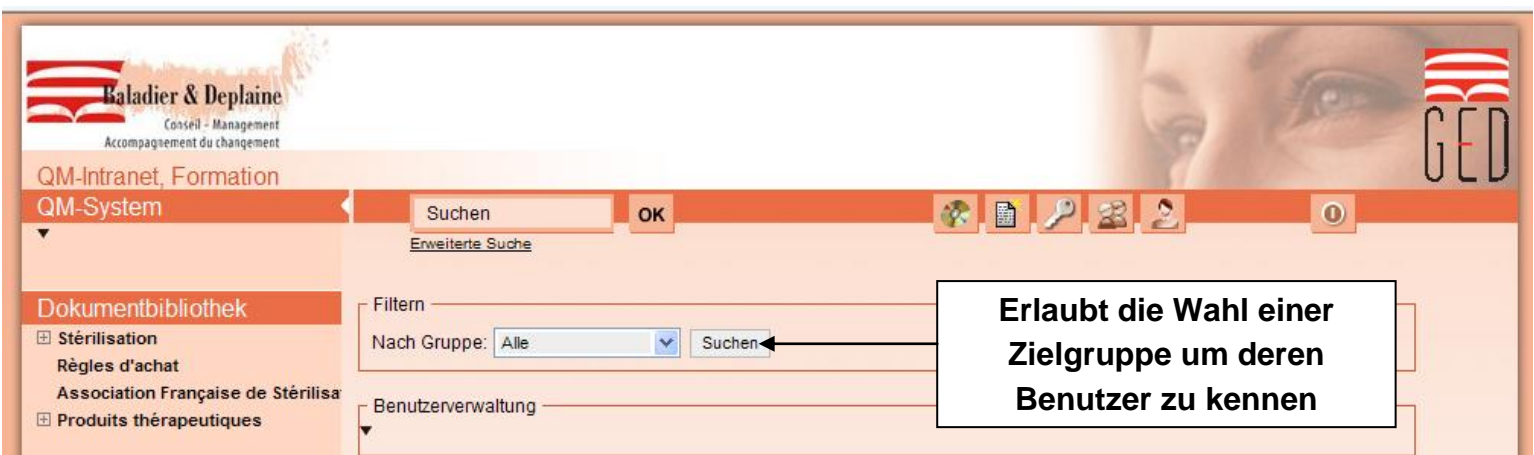 Baladier & Deplaine
Conseil - Management
Accompagnement du changement
GED
QM-Intranet, Formation
QM-System
Suchen
OK
Erweiterte Suche
Dokumentbibliothek
Stérilisation
Règles d'achat
Association Française de Stérilisa
Produits thérapeutiques
Filtern
Nach Gruppe: Alle Suchen
Erlaubt die Wahl einer
Zielgruppe um deren
Benutzer zu kennen
Benutzerverwaltung